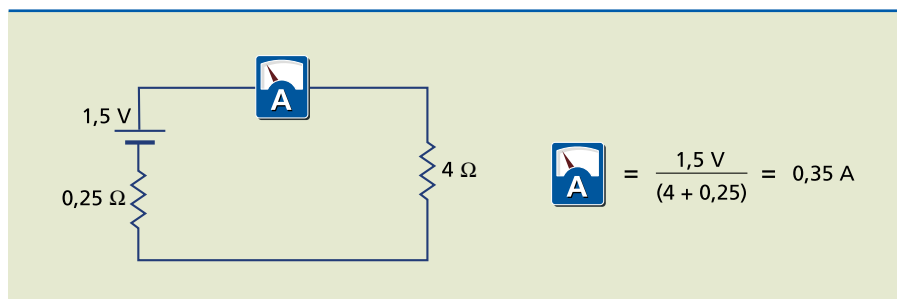 A
1,5 V
4 Ω
0,25 Ω
A = 1,5 V / (4 + 0,25) = 0,35 A